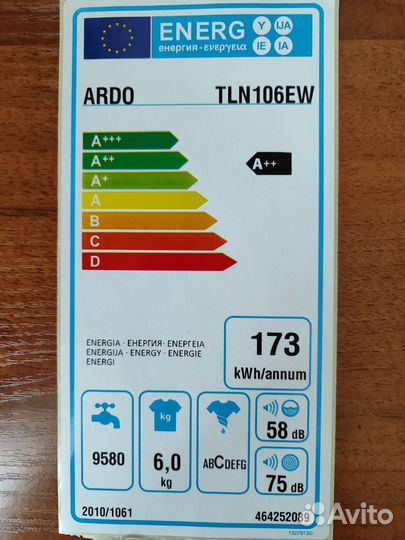 ENERG Y IJA IE IA
енергия · ενεργεια
ARDO TLN106EW
A+++
A++ A++
A+
A
B
C
D
ENERGIA · ЕНЕРГИЯ · ΕΝΕΡΓΕΙΑ
ENERGIJA · ENERGY · ENERGIE
ENERGI
173
kWh/annum
kg
9580
6,0
kg
ABCDEFG
58 dB
75 dB
2010/1061 464252089
13279130/.
Avito